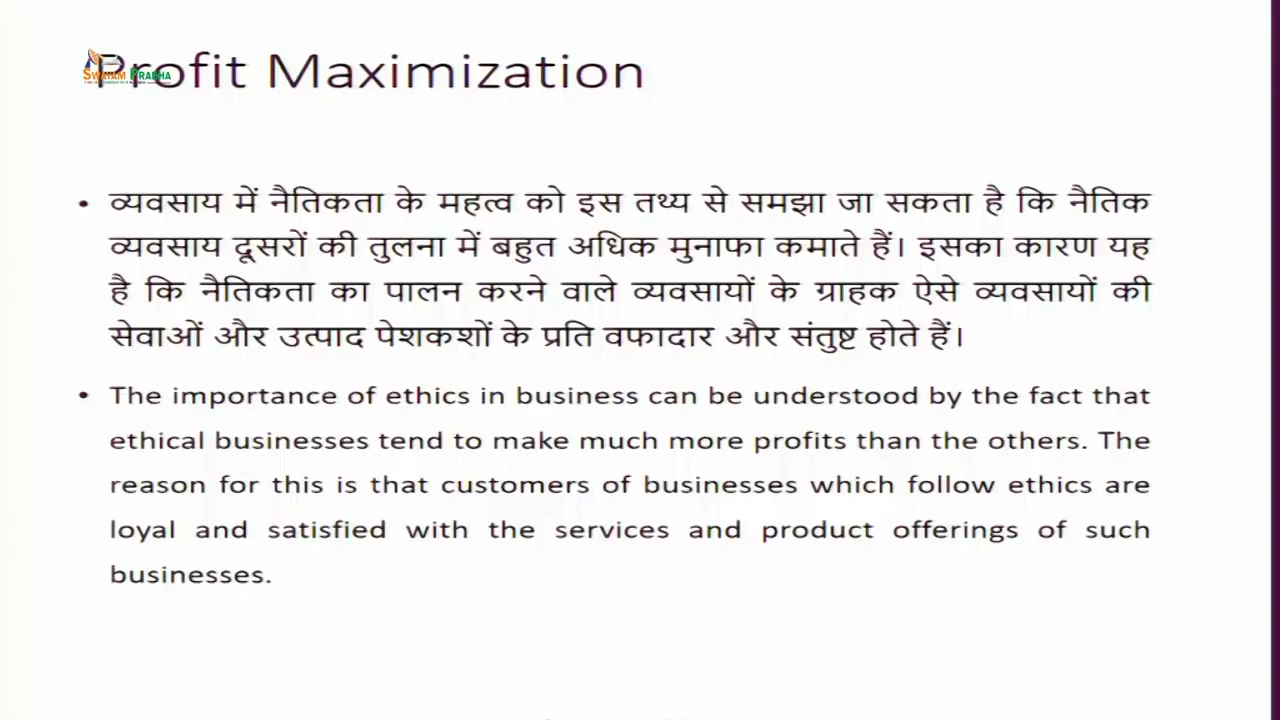 Profit Maximization
SWAYAM PRABHA
• व्यवसाय में नैतिकता के महत्व को इस तथ्य से समझा जा सकता है कि नैतिक
व्यवसाय दूसरों की तुलना में बहुत अधिक मुनाफा कमाते हैं। इसका कारण यह
है कि नैतिकता का पालन करने वाले व्यवसायों के ग्राहक ऐसे व्यवसायों की
सेवाओं और उत्पाद पेशकशों के प्रति वफादार और संतुष्ट होते हैं।
• The importance of ethics in business can be understood by the fact that
ethical businesses tend to make much more profits than the others. The
reason for this is that customers of businesses which follow ethics are
loyal and satisfied with the services and product offerings of such
businesses.